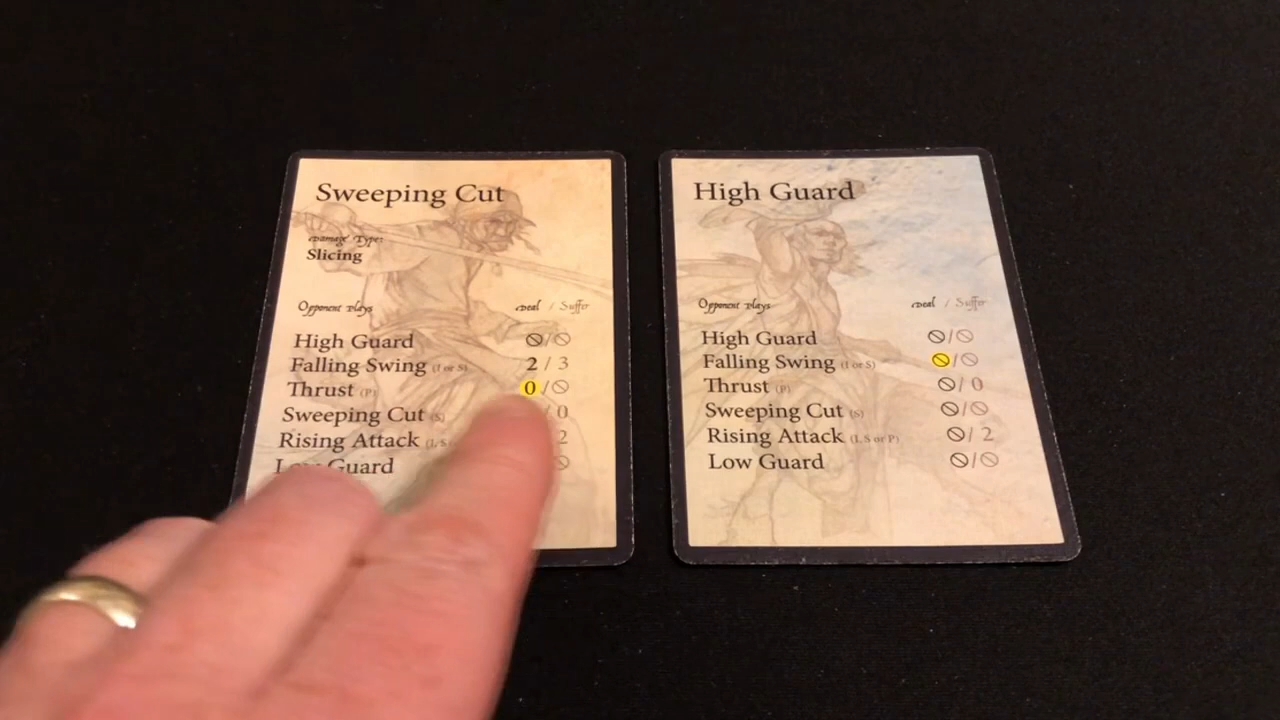 Sweeping Cut
Damage Type:
Slicing
Opponent Plays Deal / Suffer
High Guard ⃠/⃠
Falling Swing (I or S) 2 / 3
Thrust (P) 0/⃠
Sweeping Cut (S) / 0
Rising Attack (I, S 2
Low Guard ⃠
High Guard
Opponent Plays Deal / Suffer
High Guard ⃠/⃠
Falling Swing (I or S) ⃠/⃠
Thrust (P) ⃠/ 0
Sweeping Cut (S) ⃠/⃠
Rising Attack (I, S or P) ⃠/ 2
Low Guard ⃠/⃠